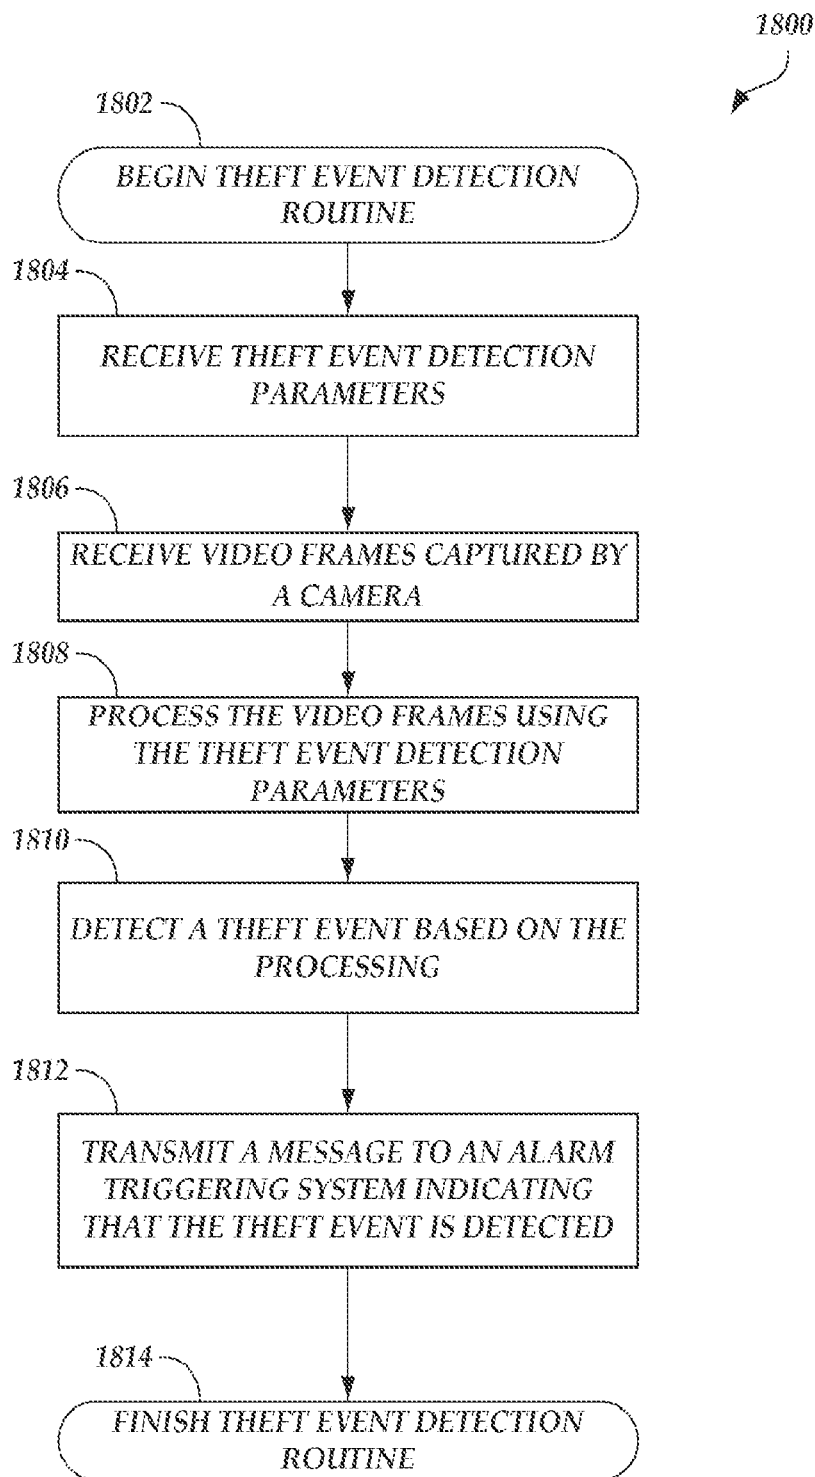 1800
1802
BEGIN THEFT EVENT DETECTION
ROUTINE
1804
RECEIVE THEFT EVENT DETECTION
PARAMETERS
1806
RECEIVE VIDEO FRAMES CAPTURED BY
A CAMERA
1808
PROCESS THE VIDEO FRAMES USING
THE THEFT EVENT DETECTION
PARAMETERS
1810
DETECT A THEFT EVENT BASED ON THE
PROCESSING
1812
TRANSMIT A MESSAGE TO AN ALARM
TRIGGERING SYSTEM INDICATING
THAT THE THEFT EVENT IS DETECTED
1814
FINISH THEFT EVENT DETECTION
ROUTINE